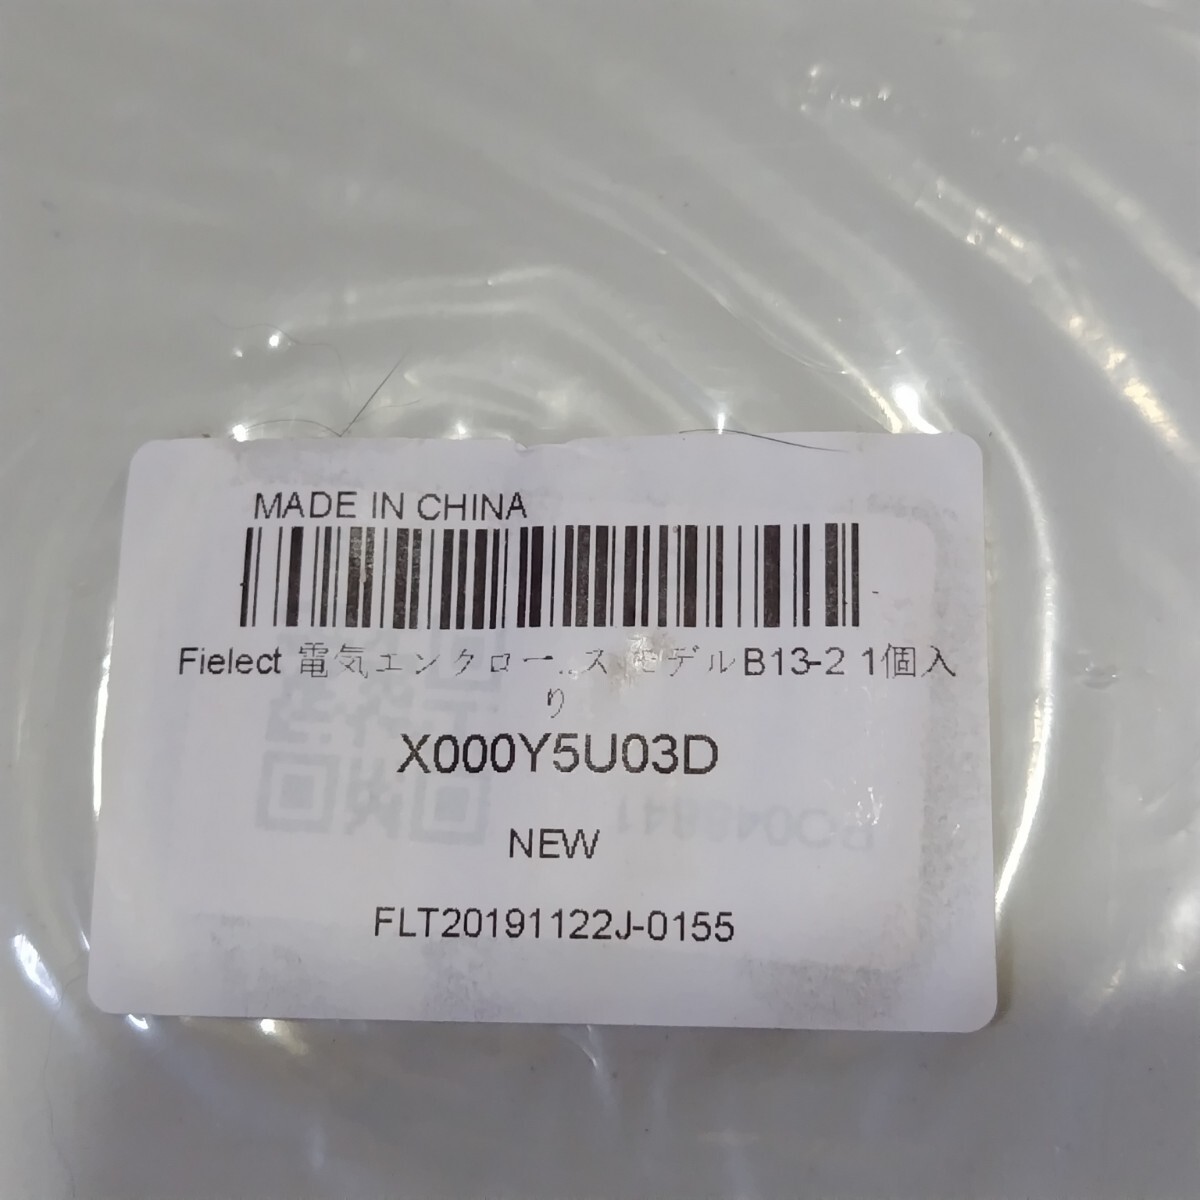 MADE IN CHINA
Fielect 電気エンクロー...ス モデルB13-2 1個入
り
X000Y5U03D
NEW
FLT20191122J-0155